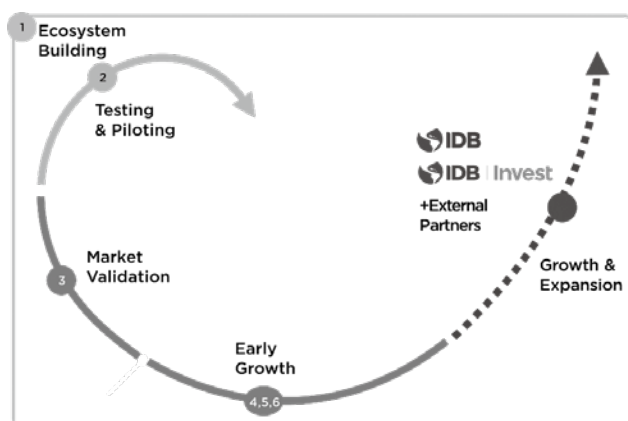 1
Ecosystem
Building
2
Testing
& Piloting
IDB
IDB | Invest
+External
Partners
Growth &
Expansion
Market
Validation
3
Early
Growth
4,5,6